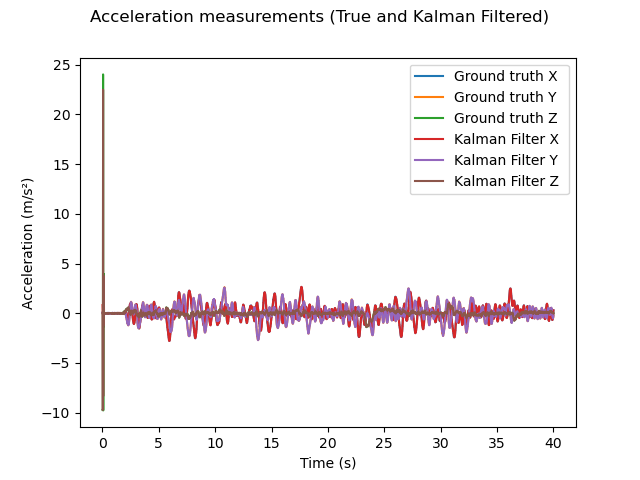 Acceleration measurements (True and Kalman Filtered)
25
20
15
10
5
0
−5
−10
Acceleration (m/s²)
Ground truth X
Ground truth Y
Ground truth Z
Kalman Filter X
Kalman Filter Y
Kalman Filter Z
0 5 10 15 20 25 30 35 40
Time (s)